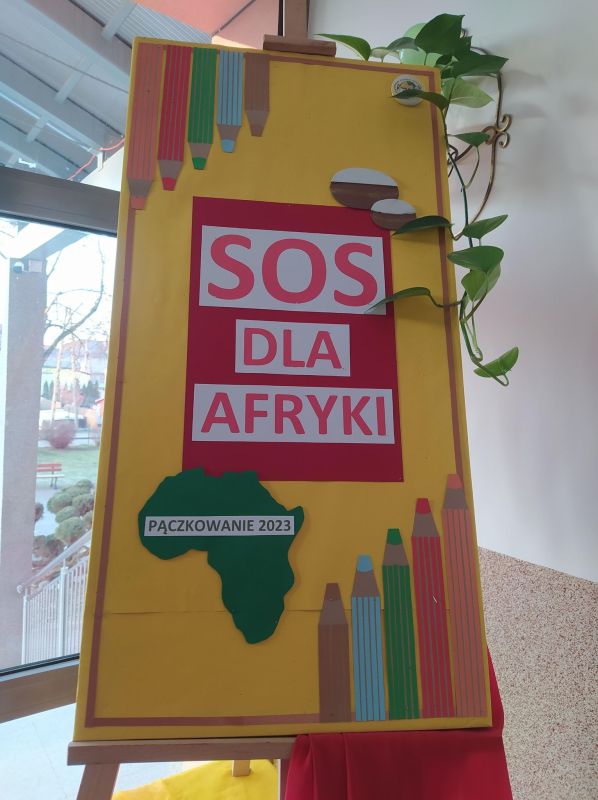 SOS
DLA
AFRYKI
PĄCZKOWANIE 2023